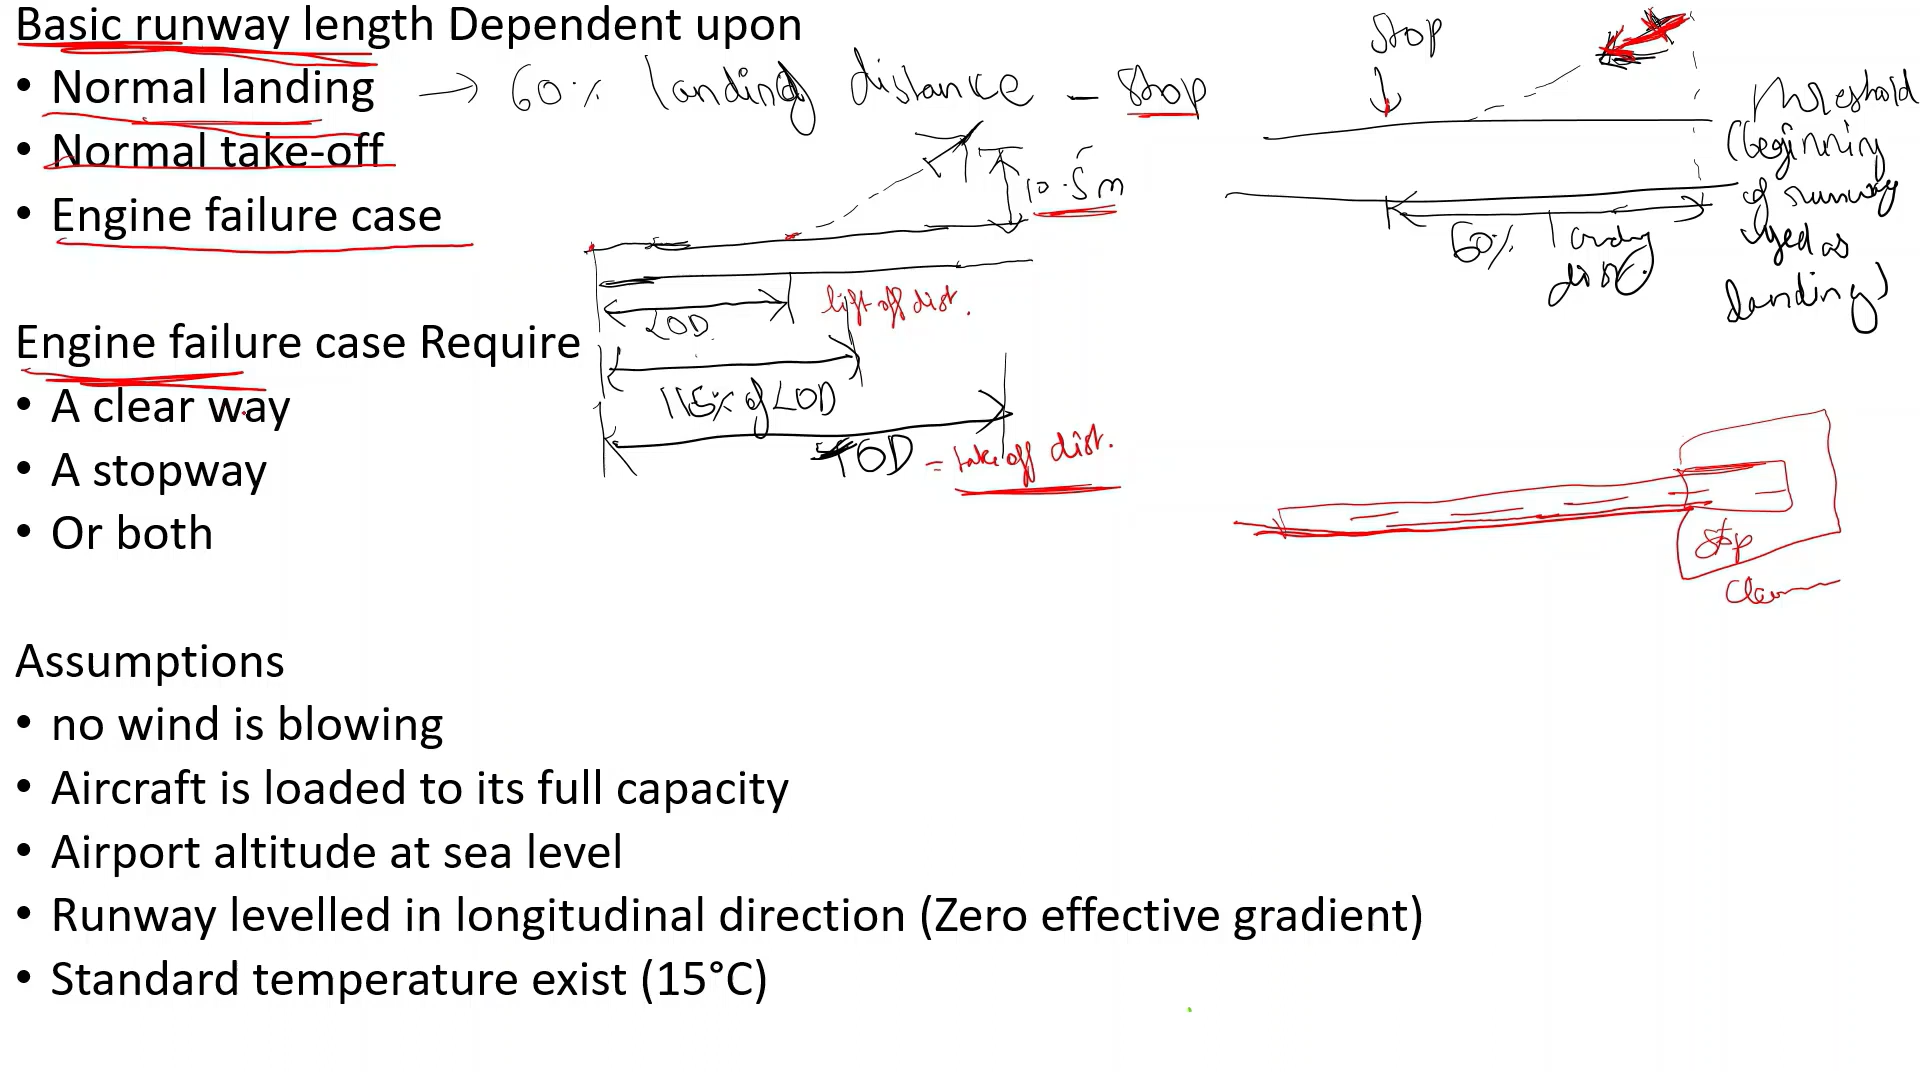 Basic runway length Dependent upon
• Normal landing → 60% landing distance – stop
• Normal take-off
• Engine failure case
10.5 m
LOD
lift off dist.
115% of LOD
TOD = take off dist.
Stop
60% landing
dist.
threshold
(beginning
of runway
used as
landing)
Engine failure case Require
• A clear way
• A stopway
• Or both
Stop
Clear
Assumptions
• no wind is blowing
• Aircraft is loaded to its full capacity
• Airport altitude at sea level
• Runway levelled in longitudinal direction (Zero effective gradient)
• Standard temperature exist (15°C)